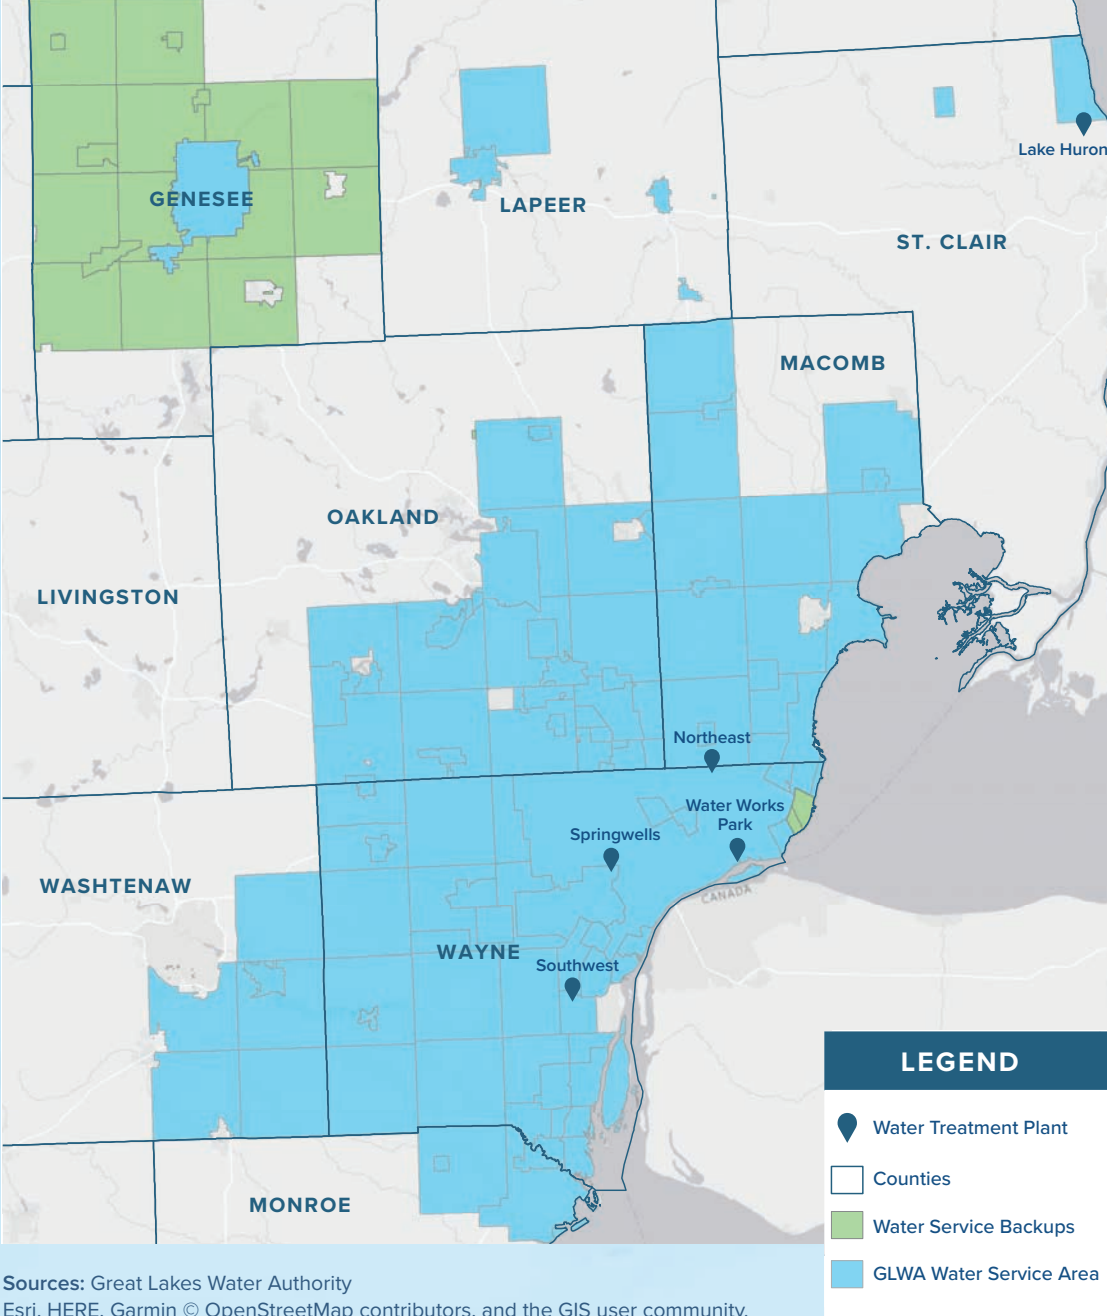 Lake Huron
GENESEE
LAPEER
ST. CLAIR
MACOMB
OAKLAND
LIVINGSTON
Northeast
Water Works
Park
Springwells
WASHTENAW
CANADA
WAYNE
Southwest
MONROE
LEGEND
Water Treatment Plant
Counties
Water Service Backups
GLWA Water Service Area
Sources: Great Lakes Water Authority
Esri, HERE, Garmin © OpenStreetMap contributors, and the GIS user community.